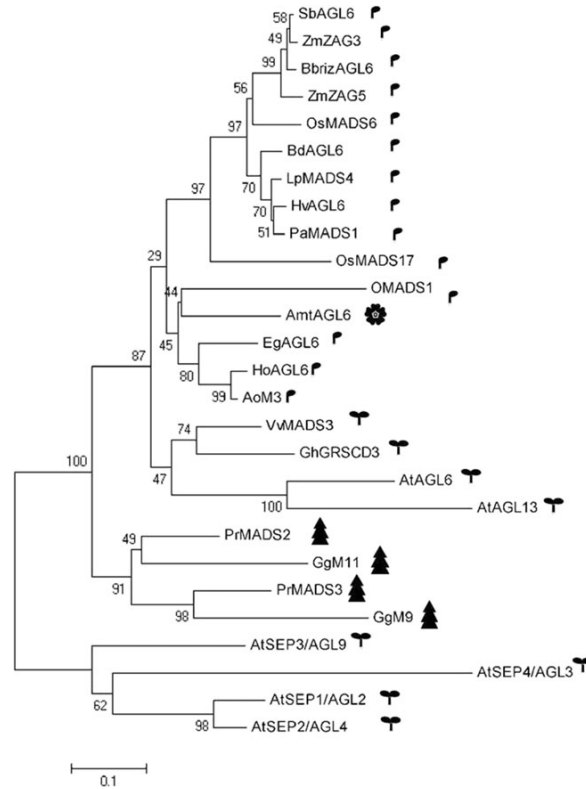 58
SbAGL6
49
ZmZAG3
99
BbrizAGL6
56
ZmZAG5
97
OsMADS6
BdAGL6
97
70
LpMADS4
70
HvAGL6
51
PaMADS1
29
OsMADS17
44
OMADS1
AmtAGL6
45
EgAGL6
87
80
HoAGL6
99
AoM3
74
VvMADS3
GhGRSCD3
100
47
AtAGL6
100
AtAGL13
49
PrMADS2
GgM11
91
PrMADS3
98
GgM9
AtSEP3/AGL9
AtSEP4/AGL3
62
AtSEP1/AGL2
98
AtSEP2/AGL4
0.1